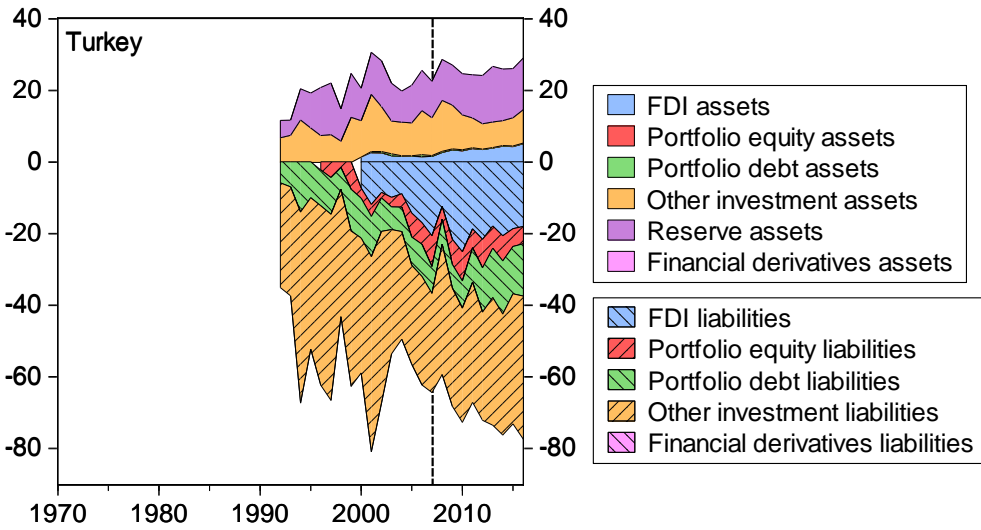 Turkey
40
20
0
-20
-40
-60
-80
40
20
0
-20
-40
-60
-80
1970
1980
1990
2000
2010
FDI assets
Portfolio equity assets
Portfolio debt assets
Other investment assets
Reserve assets
Financial derivatives assets
FDI liabilities
Portfolio equity liabilities
Portfolio debt liabilities
Other investment liabilities
Financial derivatives liabilities